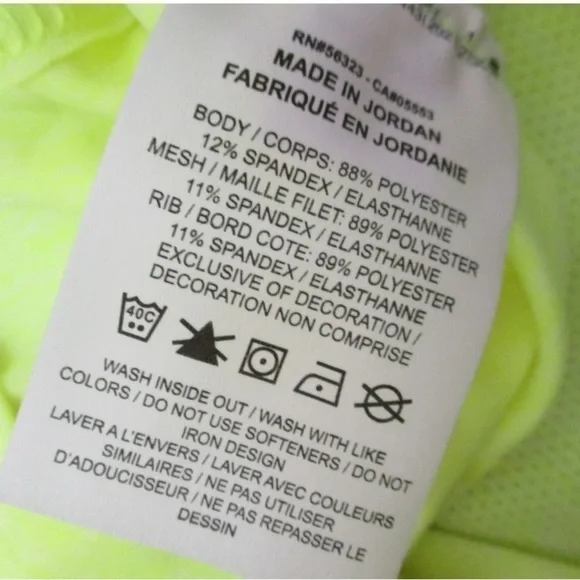 RN#56323 - CA#05553
MADE IN JORDAN
FABRIQUÉ EN JORDANIE
BODY / CORPS: 88% POLYESTER
12% SPANDEX / ELASTHANNE
MESH / MAILLE FILET: 89% POLYESTER
11% SPANDEX / ELASTHANNE
RIB / BORD COTE: 89% POLYESTER
11% SPANDEX / ELASTHANNE
EXCLUSIVE OF DECORATION /
DECORATION NON COMPRISE
40C
WASH INSIDE OUT / WASH WITH LIKE
COLORS / DO NOT USE SOFTENERS / DO NOT
IRON DESIGN
LAVER A L'ENVERS / LAVER AVEC COULEURS
SIMILAIRES / NE PAS UTILISER
D'ADOUCISSEUR / NE PAS REPASSER LE
DESSIN